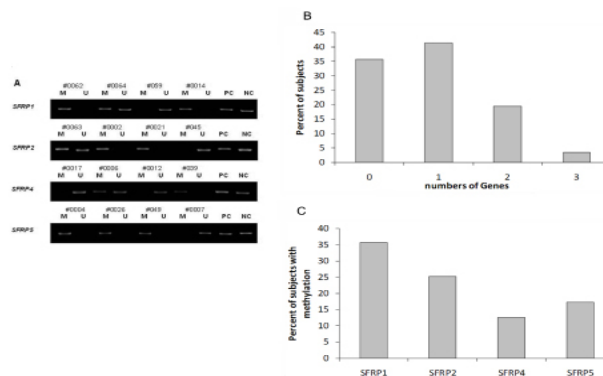 A
#0062 #0064 #059 #0014
M U M U M U M U PC NC
SFRP1
#0063 #0002 #0021 #045
M U M U M U M U PC NC
SFRP2
#0017 #0006 #0012 #039
M U M U M U M U PC NC
SFRP4
#0004 #0026 #049 #0007
M U M U M U M U PC NC
SFRP5
B
Percent of subjects
45
40
35
30
25
20
15
10
5
0
0 1 2 3
numbers of Genes
C
Percent of subjects with
methylation
40
35
30
25
20
15
10
5
0
SFRP1 SFRP2 SFRP4 SFRP5